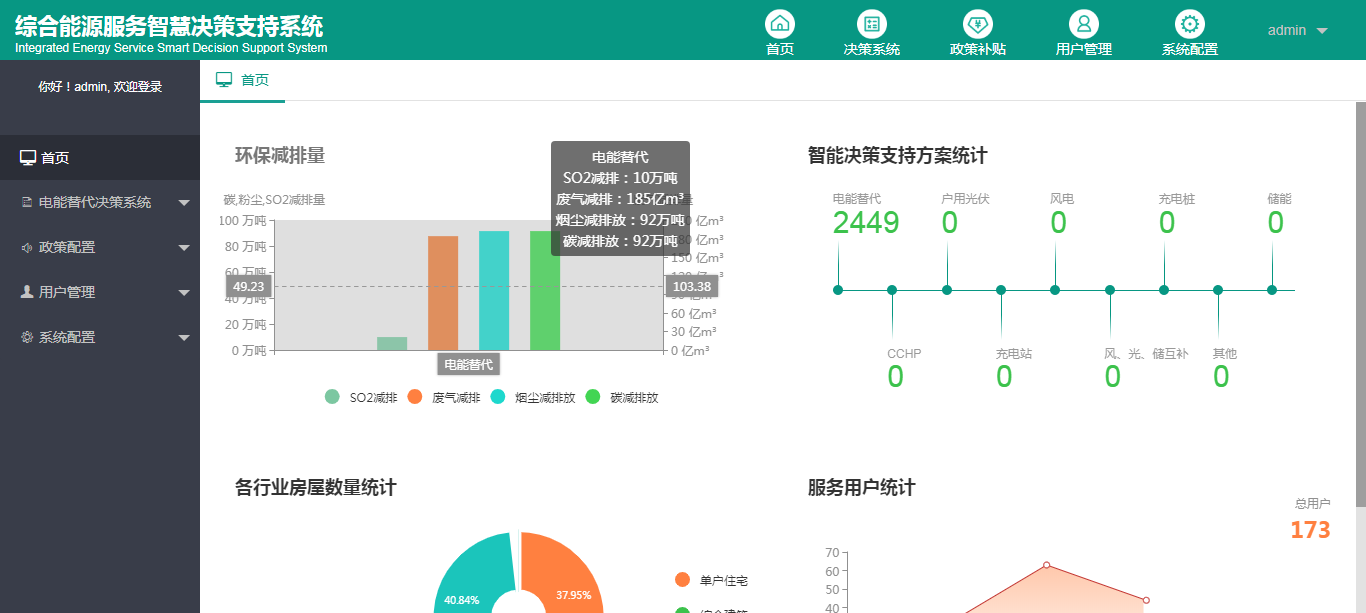 综合能源服务智慧决策支持系统
Integrated Energy Service Smart Decision Support System
首页
决策系统
政策补贴
用户管理
系统配置
admin
你好！admin, 欢迎登录
首页
电能替代决策系统
政策配置
用户管理
系统配置
首页
环保减排量
碳,粉尘,SO2减排量
100 万吨
80 万吨
60 万吨
49.23
40 万吨
20 万吨
0 万吨
电能替代
SO2减排：10万吨
废气减排：185亿m³
烟尘减排放：92万吨
碳减排放：92万吨
150 亿m³
103.38
60 亿m³
30 亿m³
0 亿m³
电能替代
SO2减排
废气减排
烟尘减排放
碳减排放
智能决策支持方案统计
电能替代
2449
户用光伏
0
风电
0
充电桩
0
储能
0
CCHP
0
充电站
0
风、光、储互补
0
其他
0
各行业房屋数量统计
40.84%
37.95%
单户住宅
服务用户统计
总用户
173
70
60
50
40